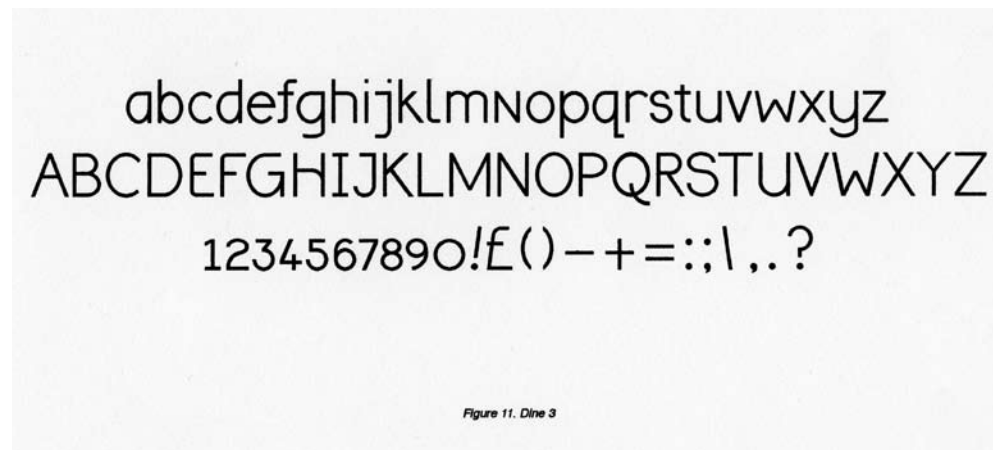 abcdefghijklmnopqrstuvwxyz
ABCDEFGHIJKLMNOPQRSTUVWXYZ
1234567890!£()–+=:;\,.?
Figure 11. Dine 3